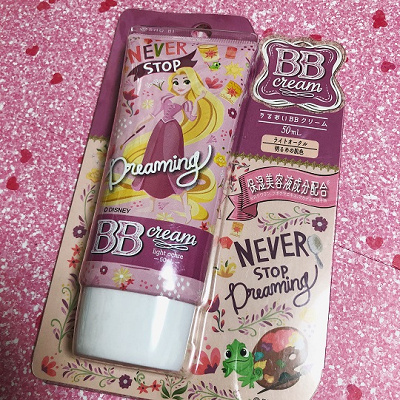 NEVER
STOP
Dreaming
© DISNEY
BB
cream
light ochre
BB
cream
うるおいBBクリーム
50mL
ライトオークル
明るめの肌色
保湿美容液成分配合
NEVER
STOP
Dreaming